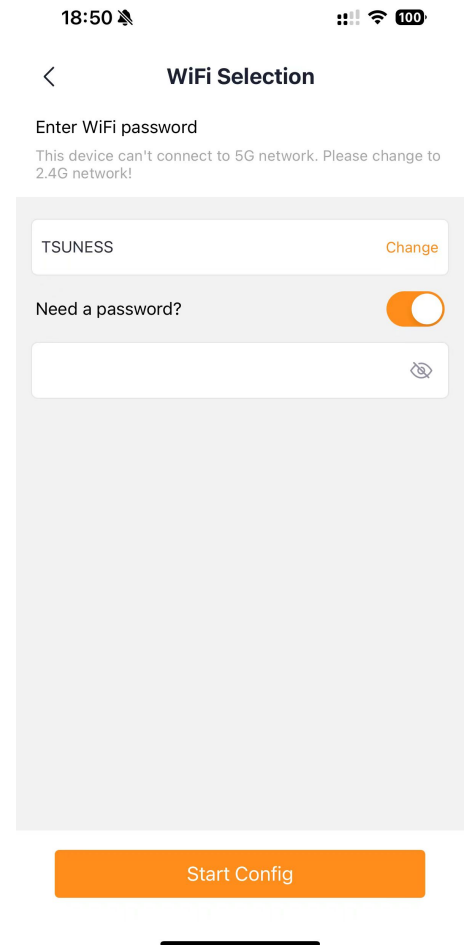 18:50
100
WiFi Selection
Enter WiFi password
This device can't connect to 5G network. Please change to
2.4G network!
TSUNESS
Change
Need a password?
Start Config